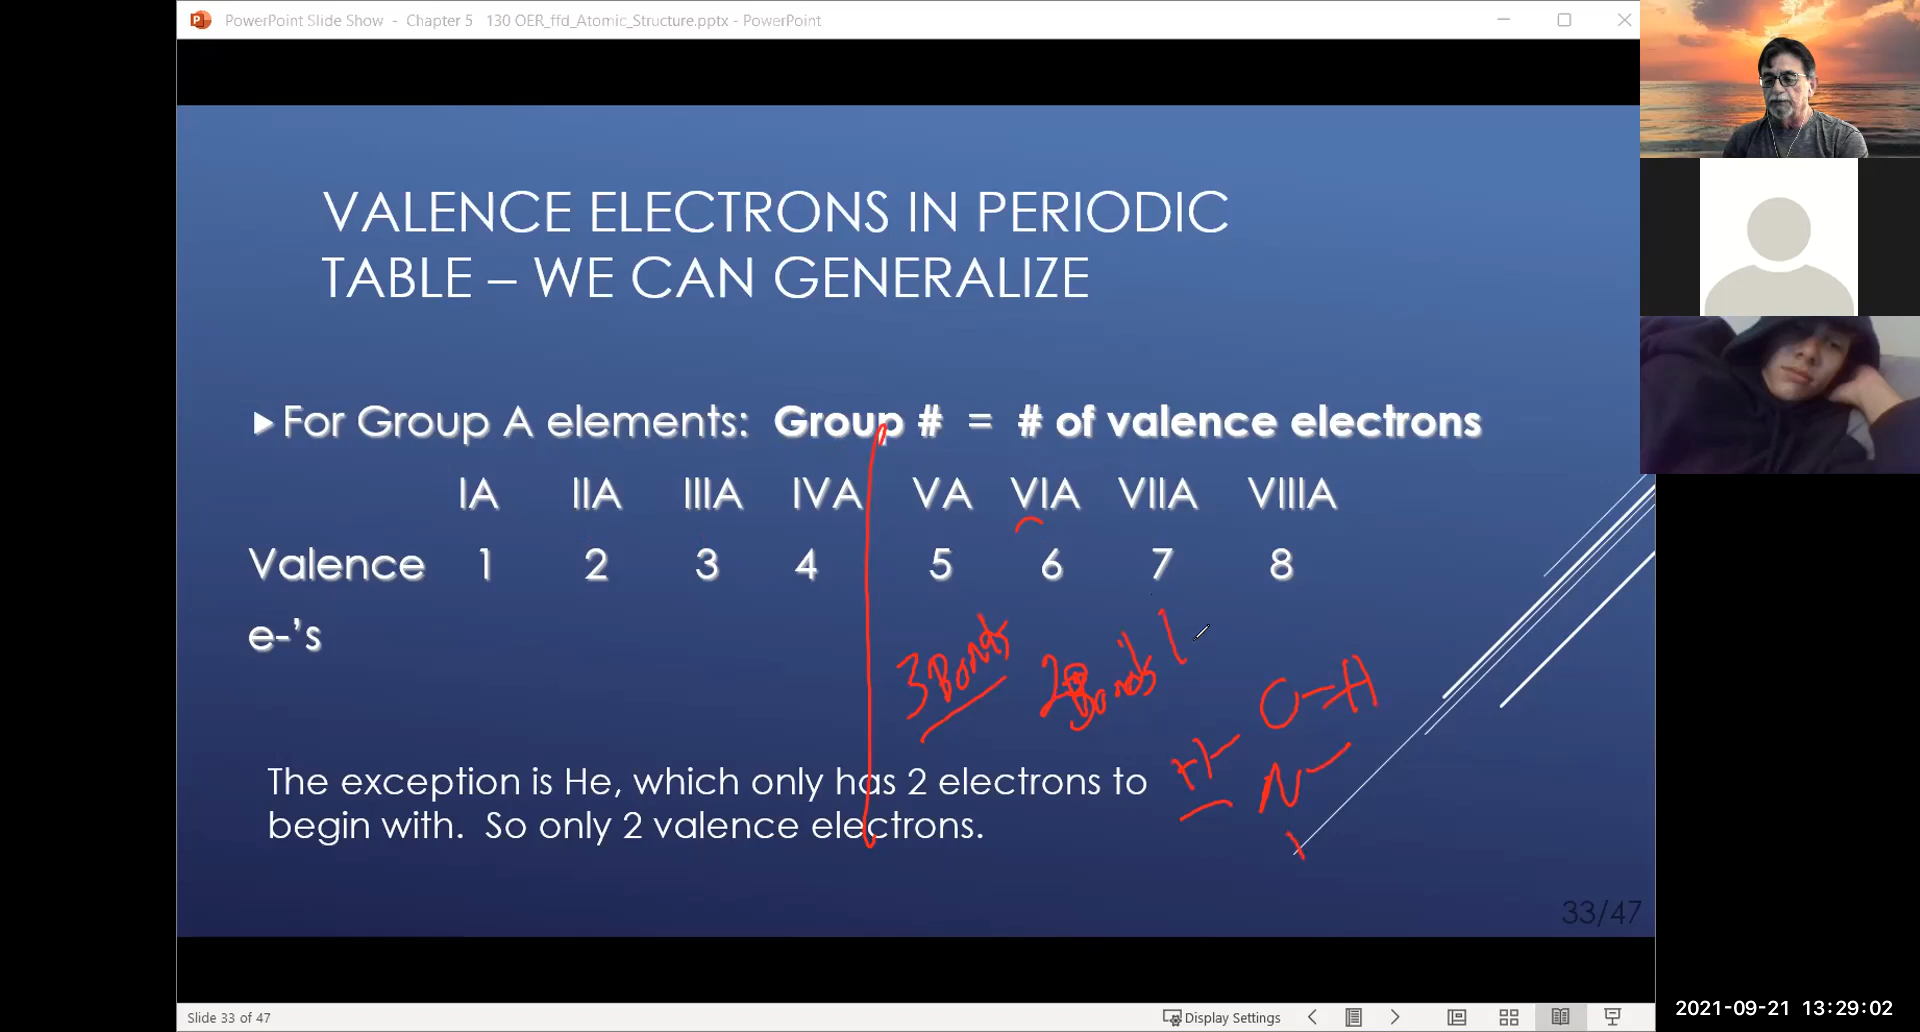 PowerPoint Slide Show - Chapter 5 130 OER_ffd_Atomic_Structure.pptx - PowerPoint
VALENCE ELECTRONS IN PERIODIC
TABLE – WE CAN GENERALIZE
For Group A elements: Group # = # of valence electrons
IA IIA IIIA IVA VA VIA VIIA VIIIA
Valence 1 2 3 4 5 6 7 8
e-'s
3 Bonds 2 Bonds 1
O-H
H-
N-
The exception is He, which only has 2 electrons to
begin with. So only 2 valence electrons.
33/47
Slide 33 of 47
Display Settings
2021-09-21 13:29:02